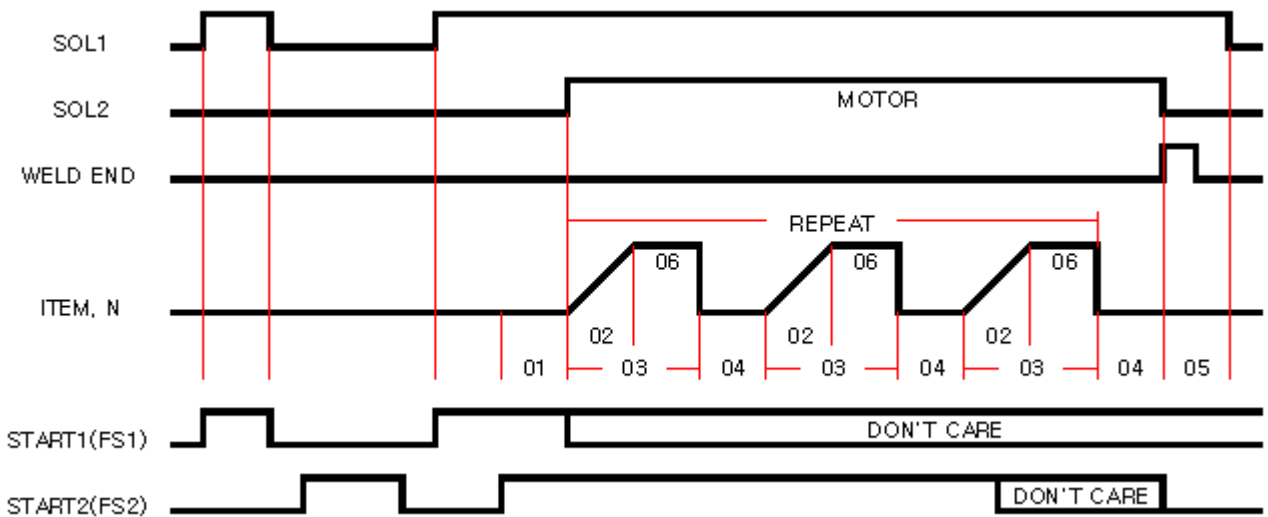 SOL1
MOTOR
SOL2
WELD END
REPEAT
06 06 06
ITEM, N
02 02 02
01 03 04 03 04 03 04 05
DON'T CARE
START1(FS1)
DON'T CARE
START2(FS2)